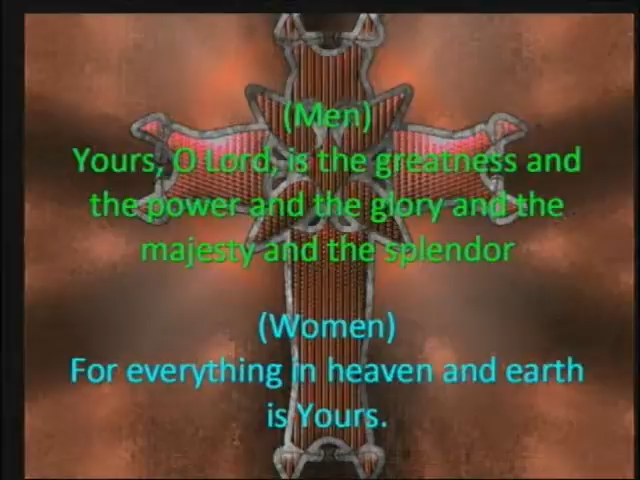 (Men)
Yours, O Lord, is the greatness and
the power and the glory and the
majesty and the splendor
(Women)
For everything in heaven and earth
is Yours.